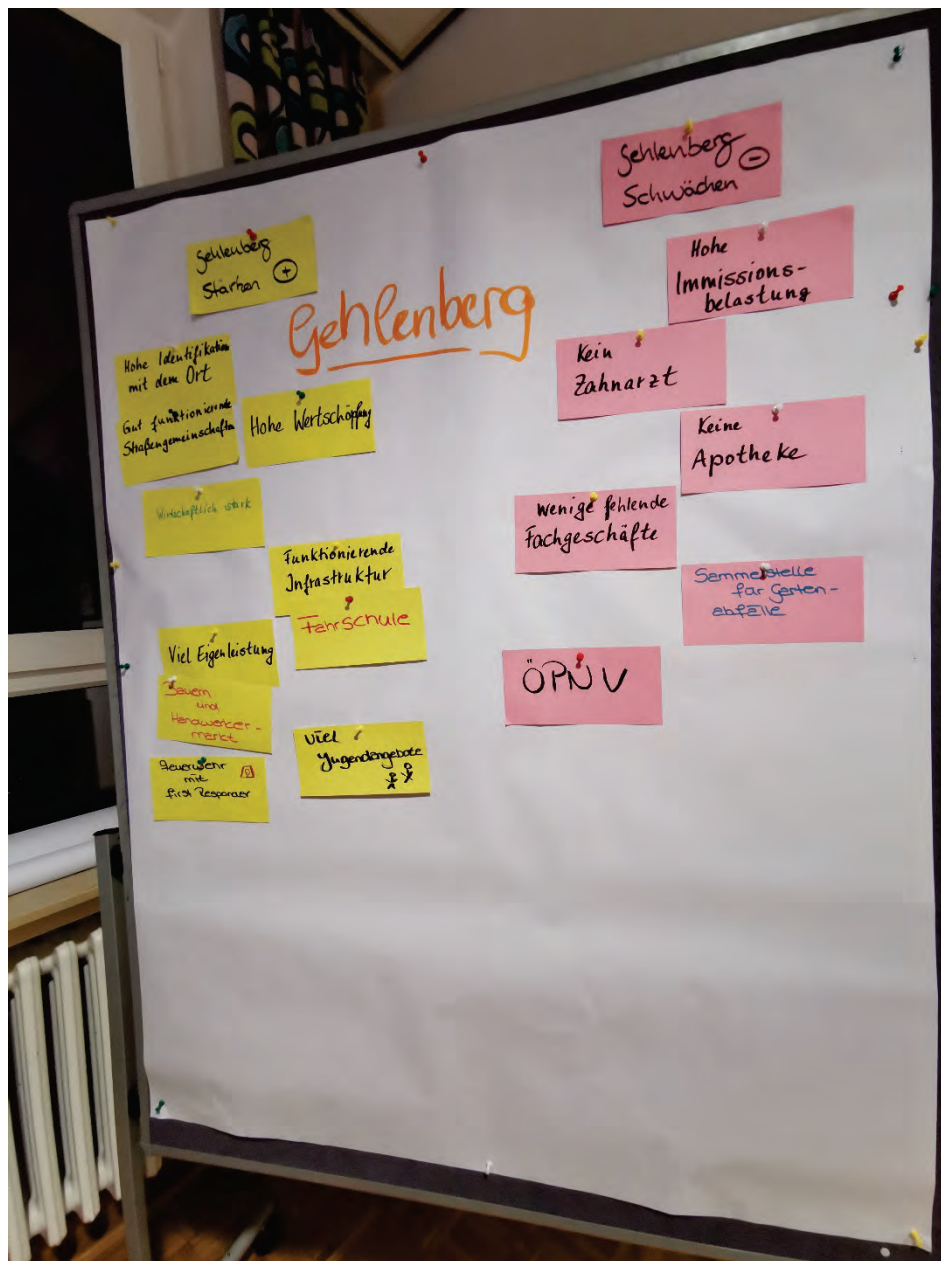 Gehlenberg
Gehlenberg
Stärken +
Hohe Identifikation
mit dem Ort
Gut funktionierende
Straßengemeinschaften
Hohe Wertschöpfung
Wirtschaftlich stark
Funktionierende
Infrastruktur
Fahrschule
Viel Eigenleistung
Bauern
und
Handwerker-
markt
Viel
Jugendangebote
Feuerwehr
mit
first Responder
Gehlenberg -
Schwächen
Hohe
Immissions-
belastung
Kein
Zahnarzt
Keine
Apotheke
Wenige fehlende
Fachgeschäfte
Sammelstelle
für Garten-
abfälle
ÖPNV